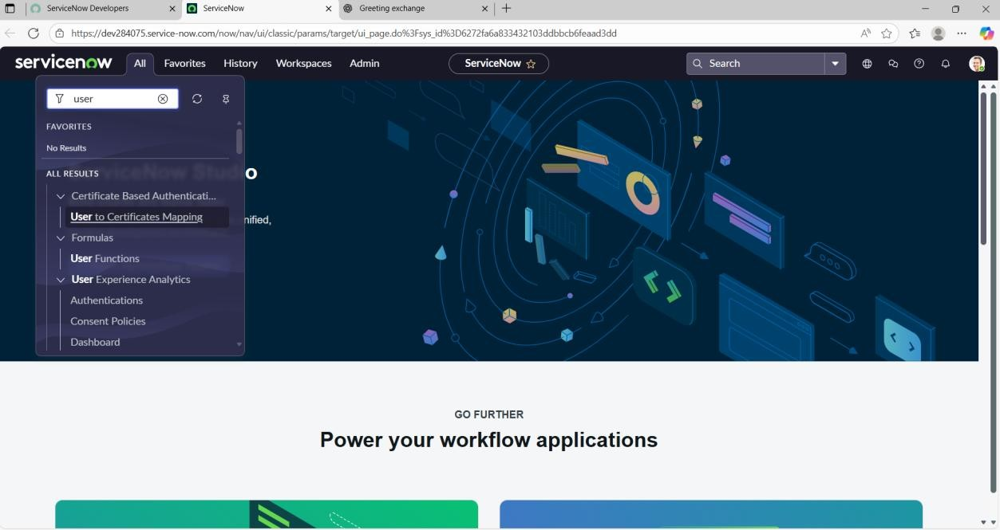 ServiceNow Developers
ServiceNow
Greeting exchange
https://dev284075.service-now.com/now/nav/ui/classic/params/target/ui_page.do%3Fsys_id%3D6272fa6a833432103ddbbcb6feaad3dd
servicenow
All
Favorites
History
Workspaces
Admin
ServiceNow
Search
user
FAVORITES
No Results
ALL RESULTS
ServiceNow Studio
Certificate Based Authenticati...
User to Certificates Mapping
nified,
Formulas
User Functions
User Experience Analytics
Authentications
Consent Policies
Dashboard
GO FURTHER
Power your workflow applications